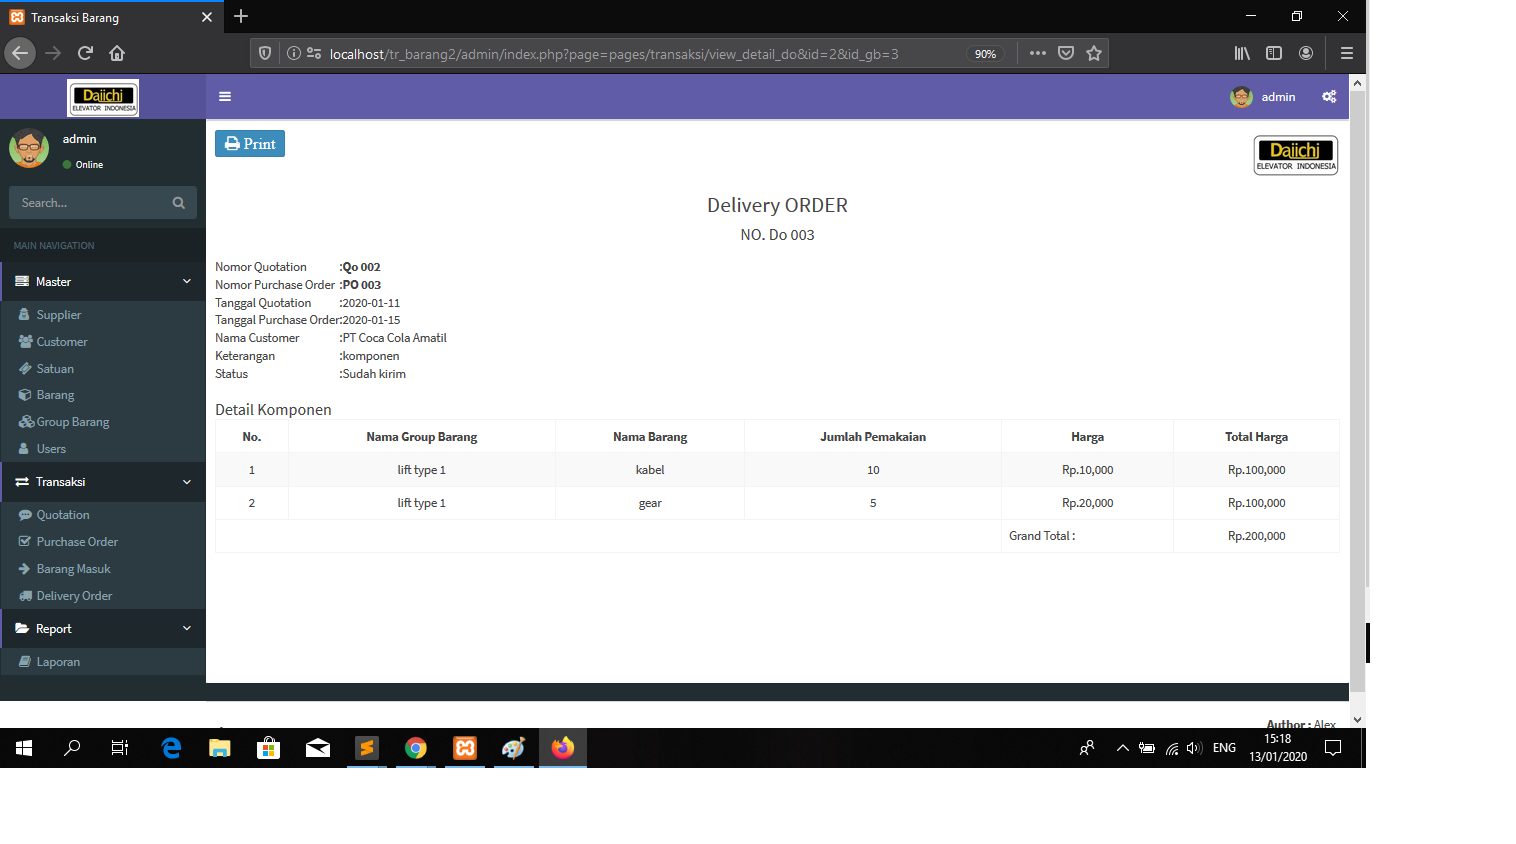 Transaksi Barang
localhost/tr_barang2/admin/index.php?page=pages/transaksi/view_detail_do&id=2&id_gb=3
90%
Daiichi
ELEVATOR INDONESIA
admin
admin
Online
Search...
MAIN NAVIGATION
Master
Supplier
Customer
Satuan
Barang
Group Barang
Users
Transaksi
Quotation
Purchase Order
Barang Masuk
Delivery Order
Report
Laporan
Print
Daiichi
ELEVATOR INDONESIA
Delivery ORDER
NO. Do 003
Nomor Quotation :Qo 002
Nomor Purchase Order :PO 003
Tanggal Quotation :2020-01-11
Tanggal Purchase Order:2020-01-15
Nama Customer :PT Coca Cola Amatil
Keterangan :komponen
Status :Sudah kirim
Detail Komponen
No. Nama Group Barang Nama Barang Jumlah Pemakaian Harga Total Harga
1 lift type 1 kabel 10 Rp.10,000 Rp.100,000
2 lift type 1 gear 5 Rp.20,000 Rp.100,000
Grand Total : Rp.200,000
Author : Alex
ENG
15:18
13/01/2020